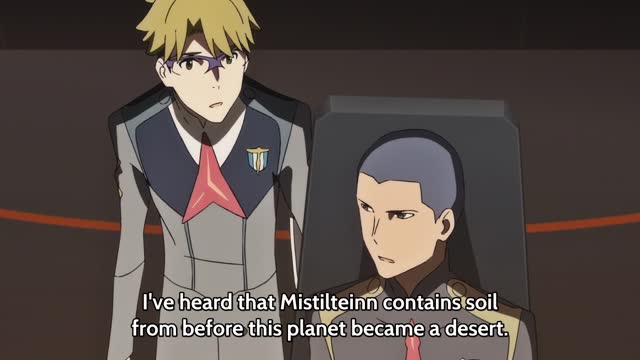 I've heard that Mistilteinn contains soil
from before this planet became a desert.